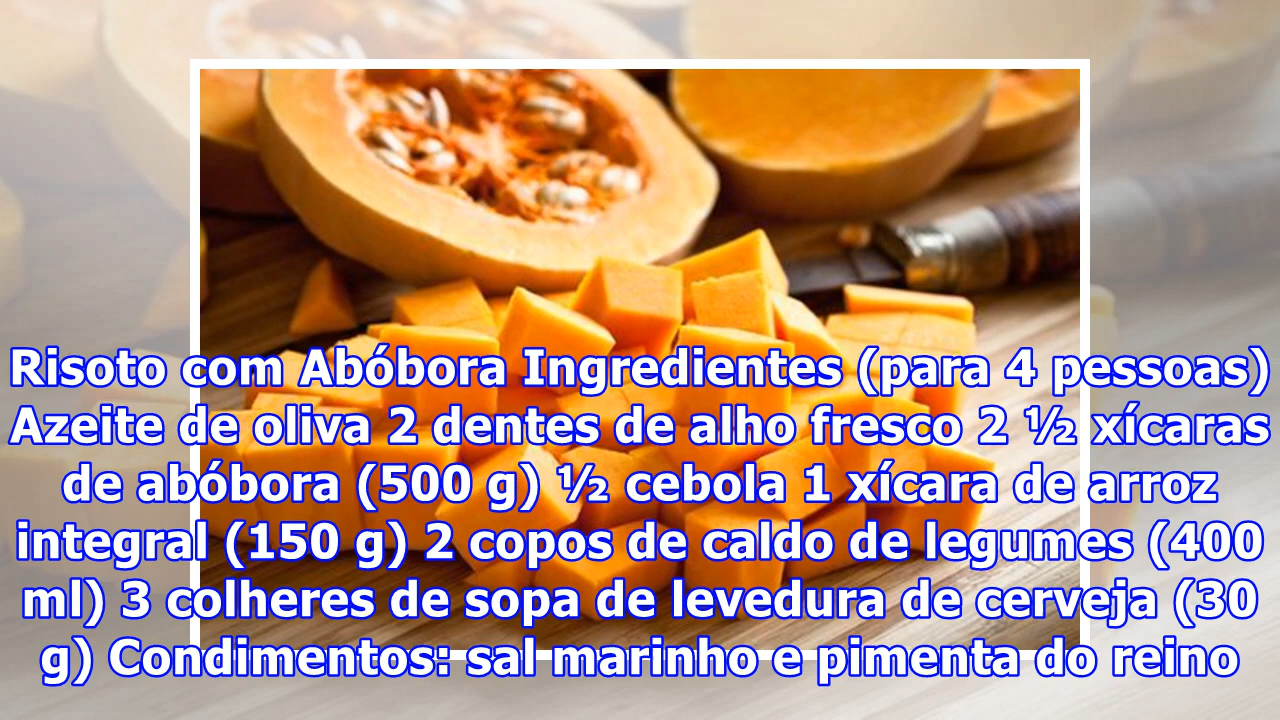 Risoto com Abóbora Ingredientes (para 4 pessoas)
Azeite de oliva 2 dentes de alho fresco 2 ½ xícaras
de abóbora (500 g) ½ cebola 1 xícara de arroz
integral (150 g) 2 copos de caldo de legumes (400
ml) 3 colheres de sopa de levedura de cerveja (30
g) Condimentos: sal marinho e pimenta do reino